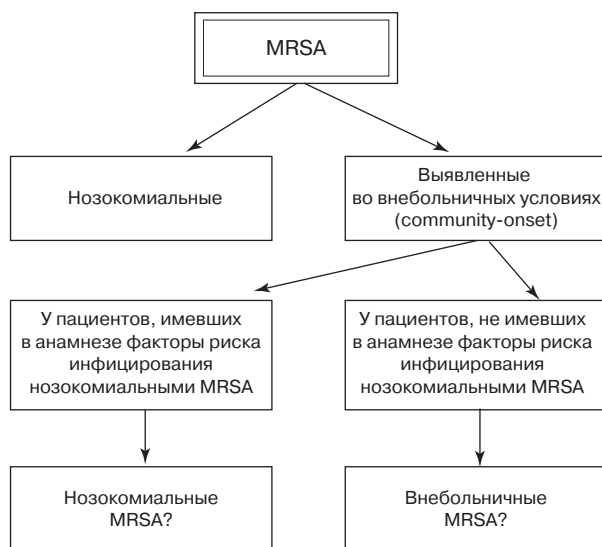 MRSA
Нозокомиальные
Выявленные
во внебольничных условиях
(community-onset)
У пациентов, имевших
в анамнезе факторы риска
инфицирования
нозокомиальными MRSA
У пациентов, не имевших
в анамнезе факторы риска
инфицирования
нозокомиальными MRSA
Нозокомиальные
MRSA?
Внебольничные
MRSA?